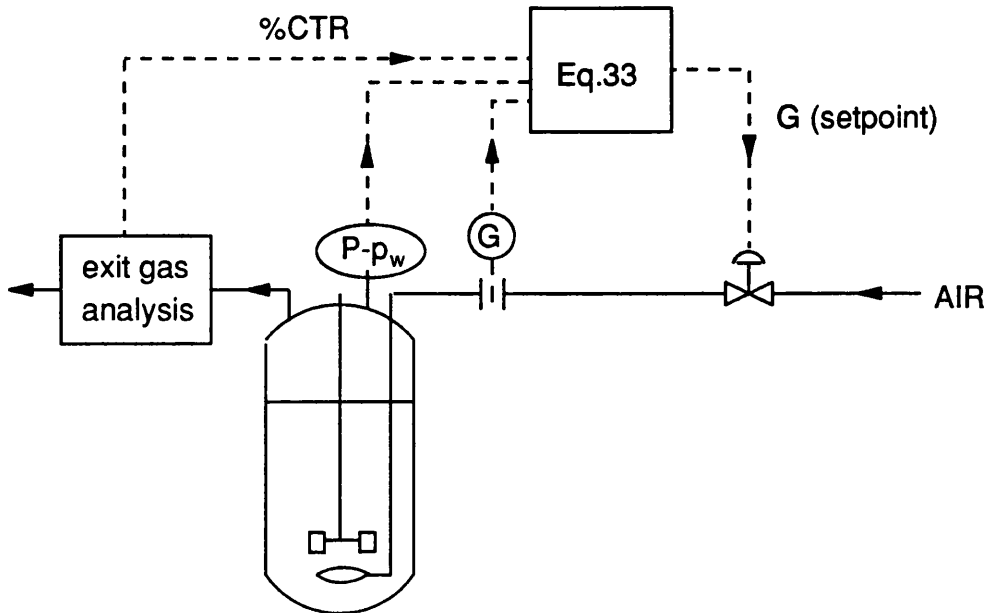 %CTR
Eq.33
G (setpoint)
P-pw
G
exit gas
analysis
AIR